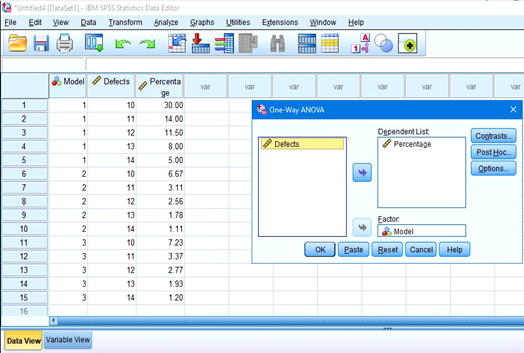 *Untitled4 [DataSet3] - IBM SPSS Statistics Data Editor
File Edit View Data Transform Analyze Graphs Utilities Extensions Window Help
Model Defects Percenta ge var var var var var var var
1 1 10 30.00
2 1 11 14.00
3 1 12 11.50
4 1 13 8.00
5 1 14 5.00
6 2 10 6.67
7 2 11 3.11
8 2 12 2.56
9 2 13 1.78
10 2 14 1.11
11 3 10 7.23
12 3 11 3.37
13 3 12 2.77
14 3 13 1.93
15 3 14 1.20
16
One-Way ANOVA
Defects
Dependent List:
Percentage
Contrasts...
Post Hoc...
Options...
Factor:
Model
OK Paste Reset Cancel Help
Data View Variable View